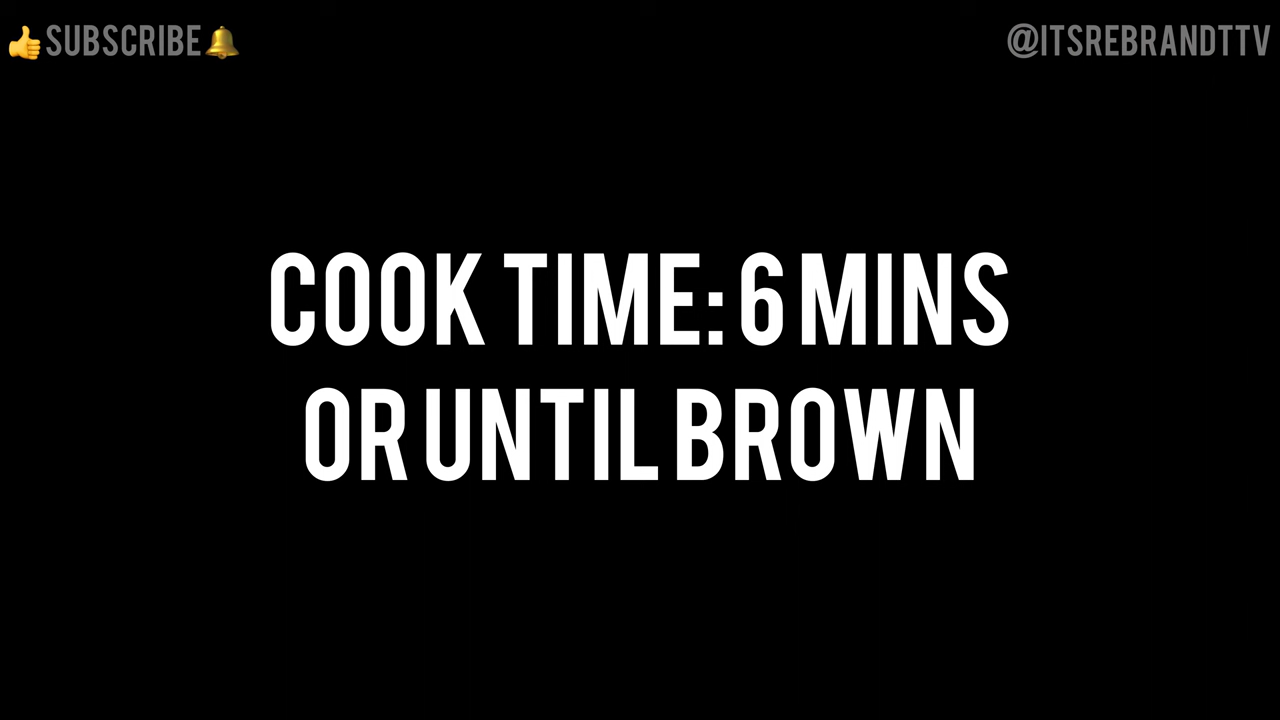 👍SUBSCRIBE🔔
@ITSREBRANDTTV
COOK TIME: 6 MINS
OR UNTIL BROWN